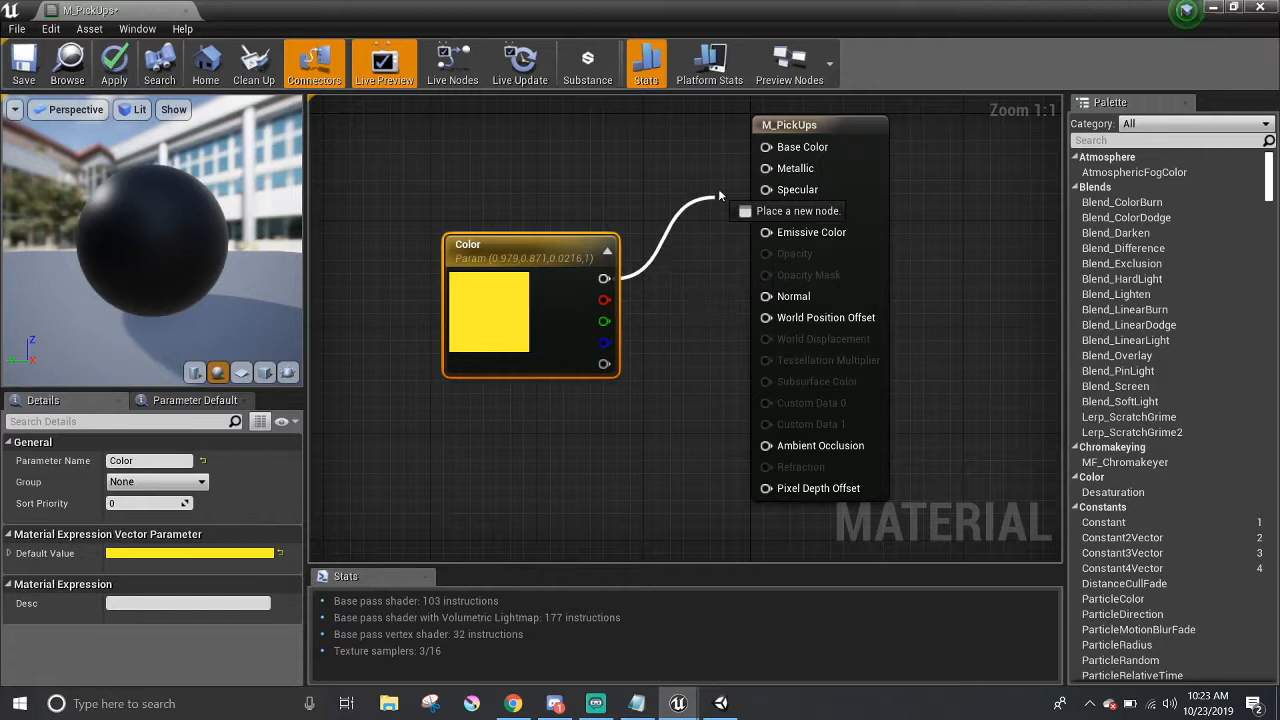 M_PickUps*
File Edit Asset Window Help
Save Browse Apply Search Home Clean Up Connectors Live Preview Live Nodes Live Update Substance Stats Platform Stats Preview Nodes
Perspective Lit Show
Zoom 1:1
Palette
Category: All
Search
Atmosphere
AtmosphericFogColor
Blends
Blend_ColorBurn
Blend_ColorDodge
Blend_Darken
Blend_Difference
Blend_Exclusion
Blend_HardLight
Blend_Lighten
Blend_LinearBurn
Blend_LinearDodge
Blend_LinearLight
Blend_Overlay
Blend_PinLight
Blend_Screen
Blend_SoftLight
Lerp_ScratchGrime
Lerp_ScratchGrime2
Chromakeying
MF_Chromakeyer
Color
Desaturation
Constants
Constant 1
Constant2Vector 2
Constant3Vector 3
Constant4Vector 4
DistanceCullFade
ParticleColor
ParticleDirection
ParticleMotionBlurFade
ParticleRadius
ParticleRandom
ParticleRelativeTime
M_PickUps
Base Color
Metallic
Specular
Place a new node.
Emissive Color
Opacity
Opacity Mask
Normal
World Position Offset
World Displacement
Tessellation Multiplier
Subsurface Color
Custom Data 0
Custom Data 1
Ambient Occlusion
Refraction
Pixel Depth Offset
Color
Param (0.979,0.871,0.0216,1)
MATERIAL
Z
X
Details Parameter Default
Search Details
General
Parameter Name Color
Group None
Sort Priority 0
Material Expression Vector Parameter
Default Value
Material Expression
Desc
Stats
Base pass shader: 103 instructions
Base pass shader with Volumetric Lightmap: 177 instructions
Base pass vertex shader: 32 instructions
Texture samplers: 3/16
Type here to search
10:23 AM
10/23/2019
2